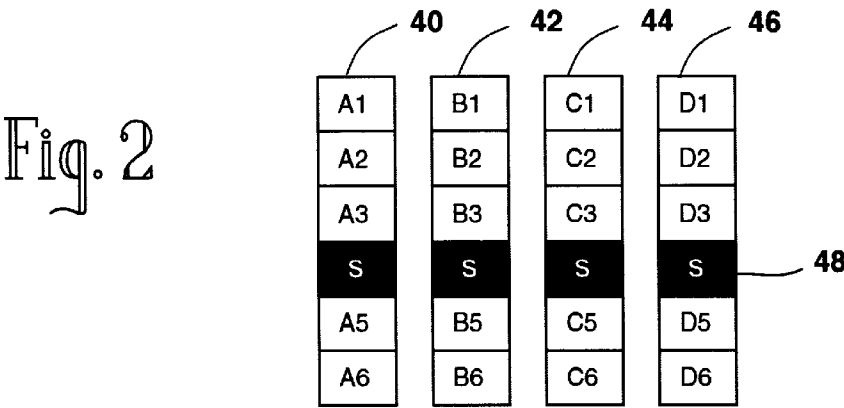 40 42 44 46
Fig. 2
A1 B1 C1 D1
A2 B2 C2 D2
A3 B3 C3 D3
S S S S 48
A5 B5 C5 D5
A6 B6 C6 D6